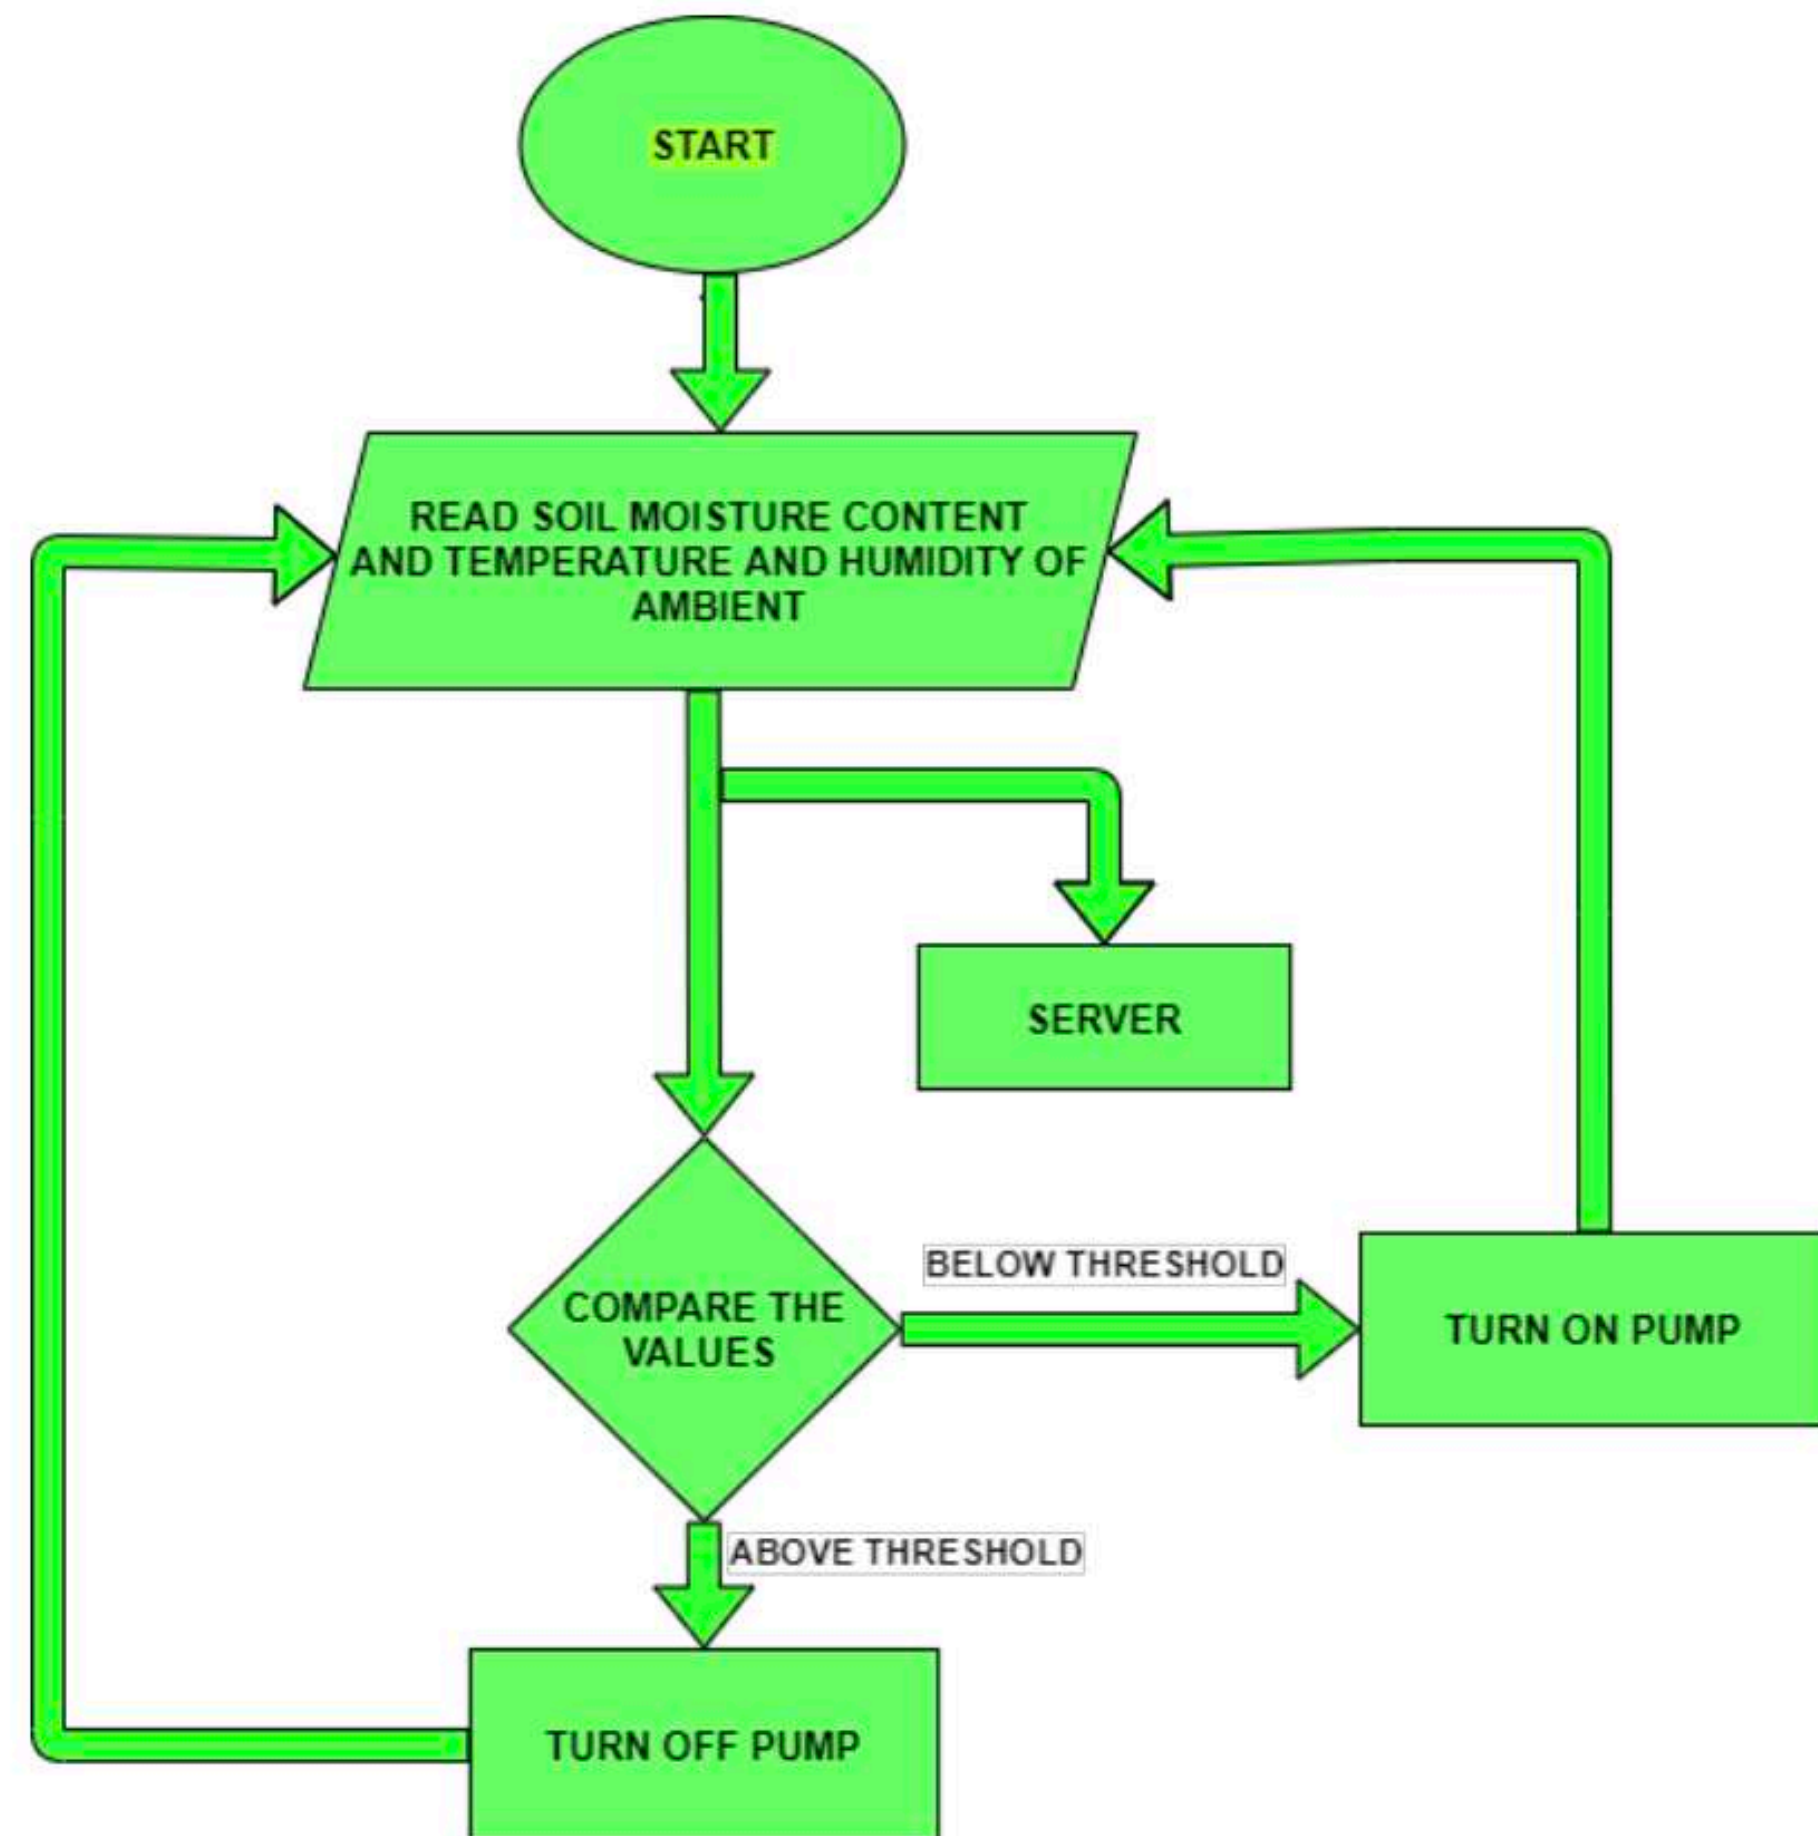 START
READ SOIL MOISTURE CONTENT
AND TEMPERATURE AND HUMIDITY OF
AMBIENT
SERVER
BELOW THRESHOLD
COMPARE THE
VALUES
TURN ON PUMP
ABOVE THRESHOLD
TURN OFF PUMP